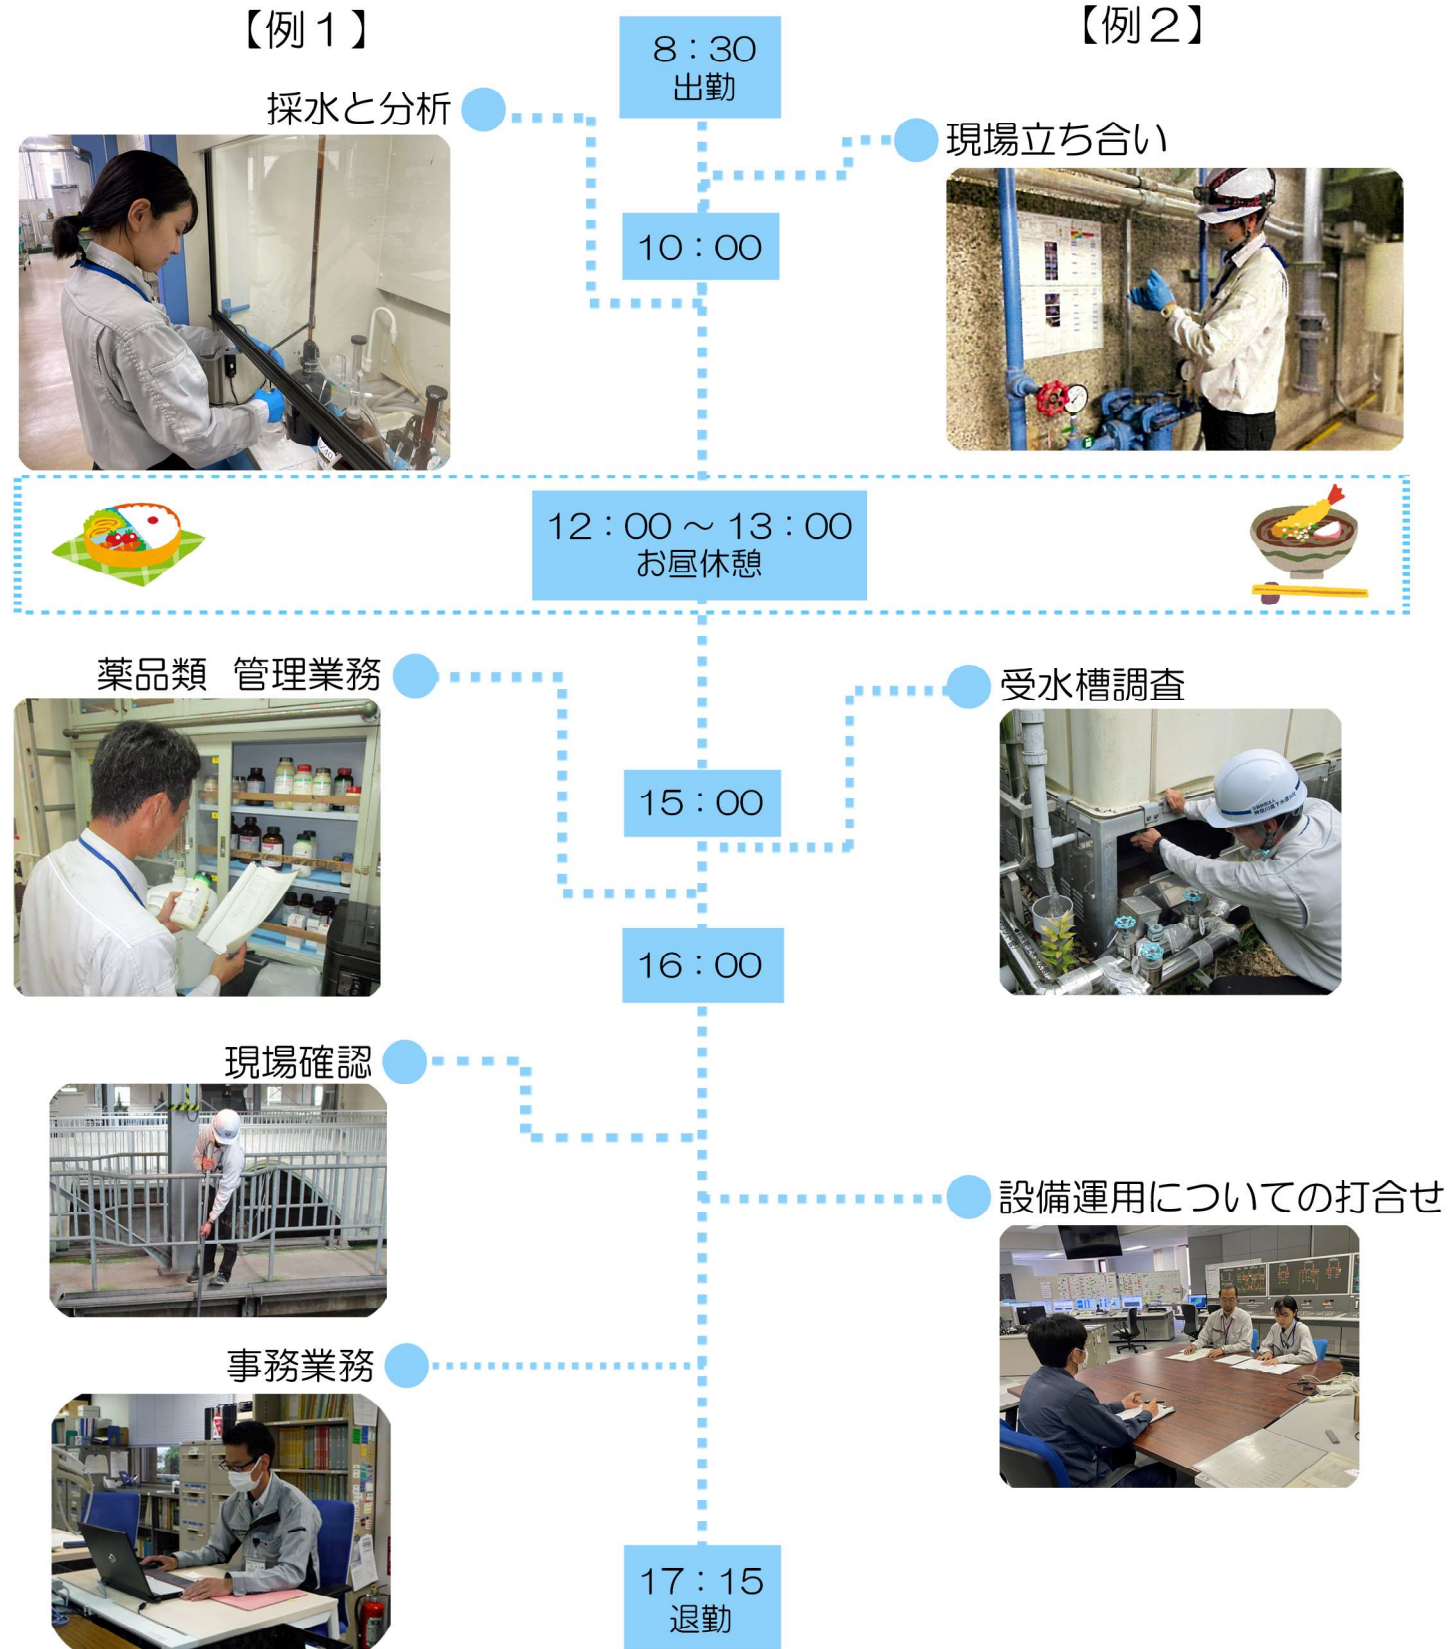 【例１】
【例２】
8：30
出勤
採水と分析
現場立ち合い
10：00
12：00 ～ 13：00
お昼休憩
薬品類 管理業務
受水槽調査
15：00
16：00
現場確認
設備運用についての打合せ
事務業務
17：15
退勤